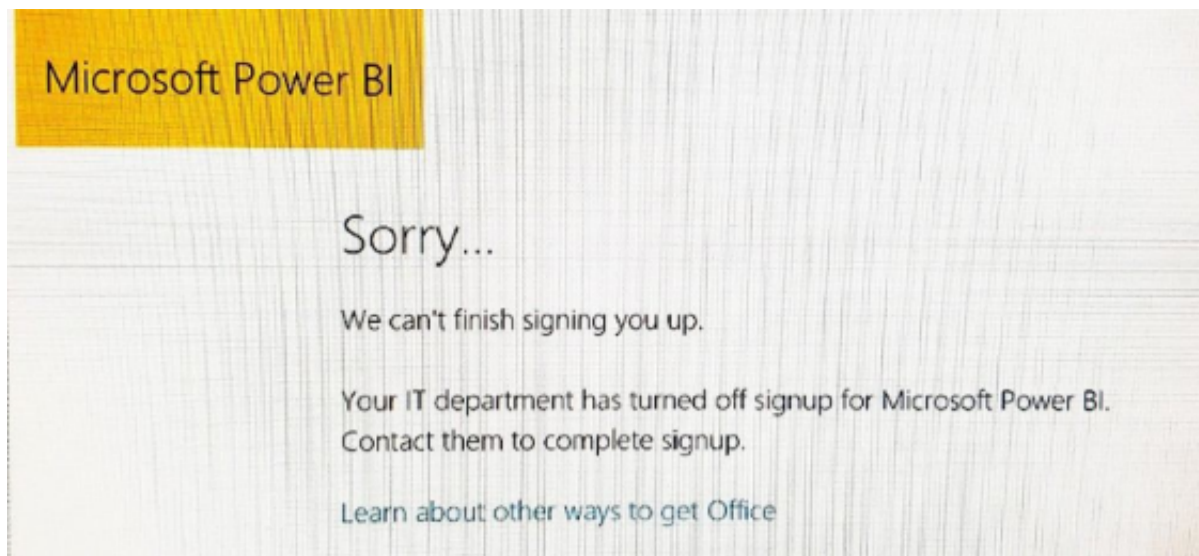 Microsoft Power BI
Sorry...
We can't finish signing you up.
Your IT department has turned off signup for Microsoft Power BI.
Contact them to complete signup.
Learn about other ways to get Office